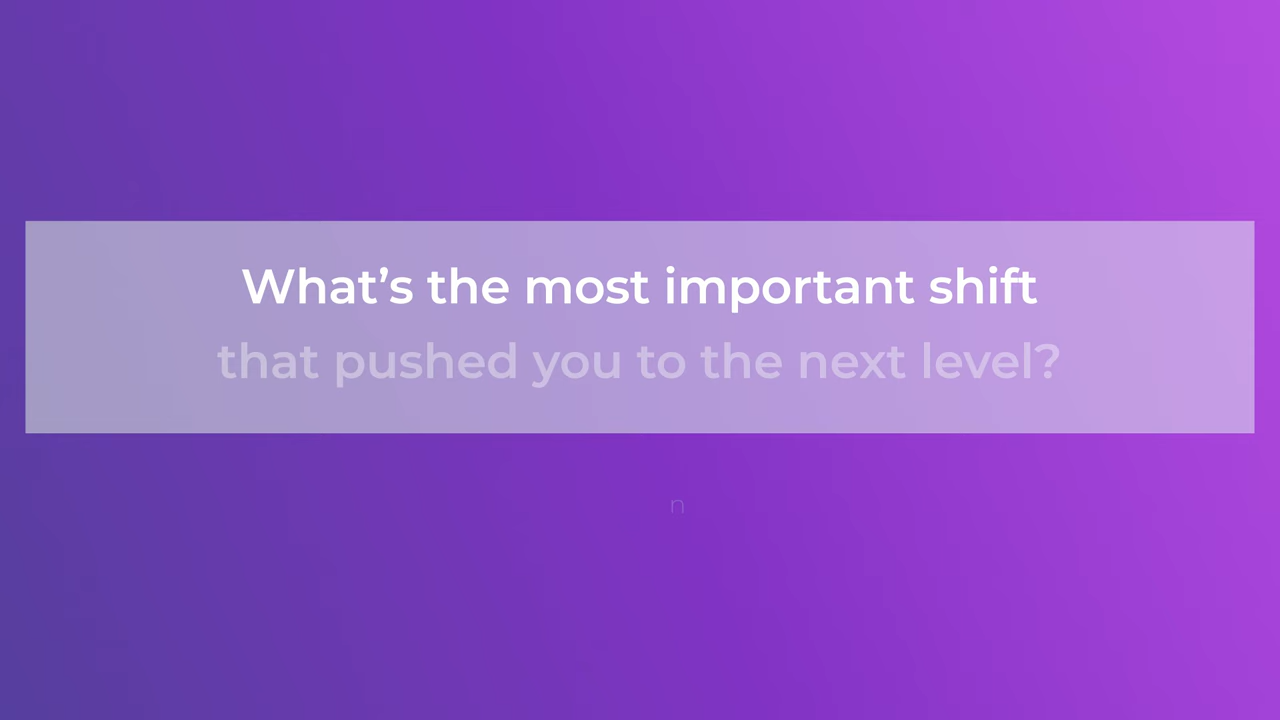 What’s the most important shift
that pushed you to the next level?
n